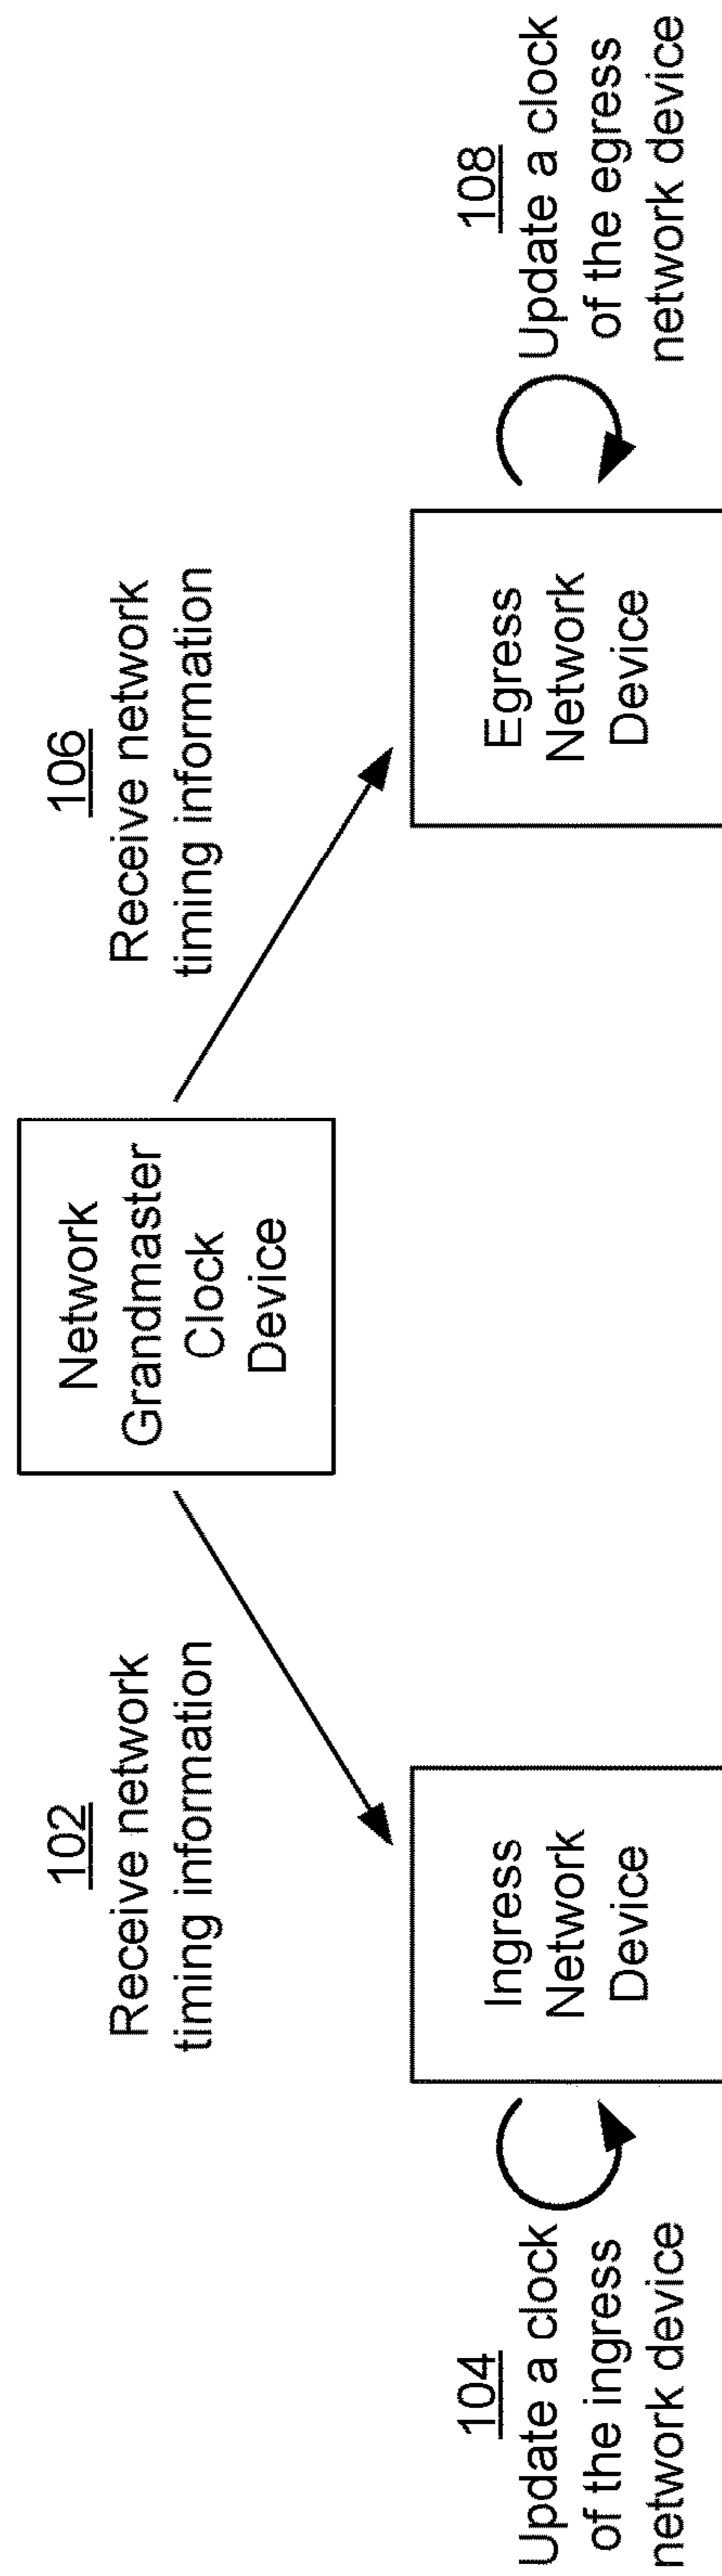 102
Receive network
timing information
Network
Grandmaster
Clock
Device
106
Receive network
timing information
104
Update a clock
of the ingress
network device
Ingress
Network
Device
Egress
Network
Device
108
Update a clock
of the egress
network device